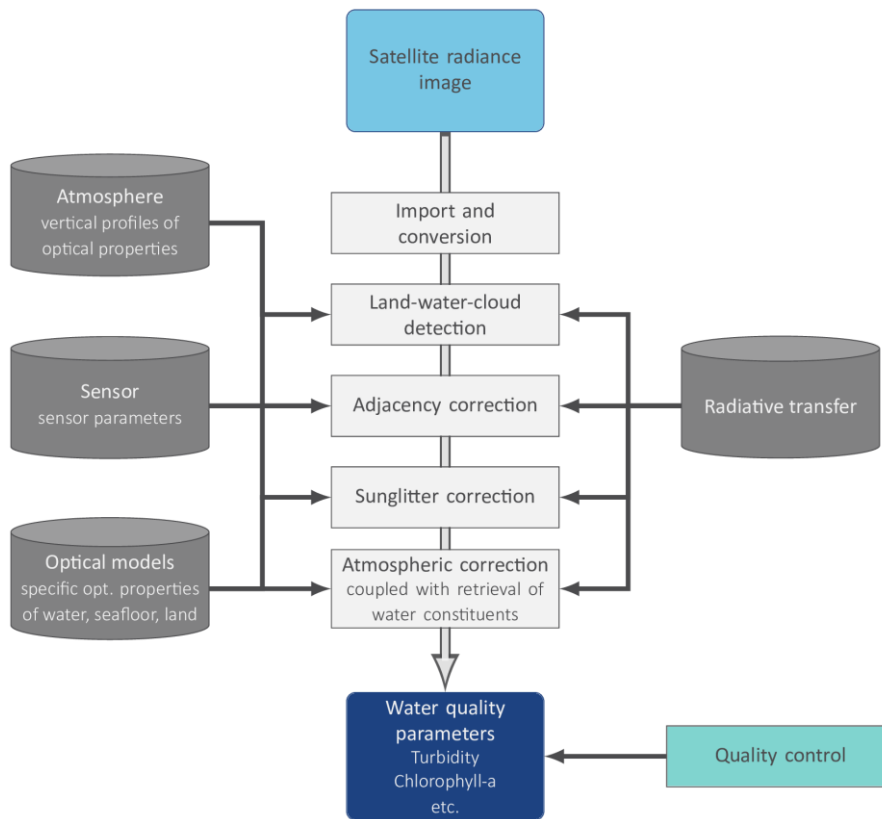 Satellite radiance
image
Atmosphere
vertical profiles of
optical properties
Import and
conversion
Land-water-cloud
detection
Sensor
sensor parameters
Adjacency correction
Radiative transfer
Sunglitter correction
Optical models
specific opt. properties
of water, seafloor, land
Atmospheric correction
coupled with retrieval of
water constituents
Water quality
parameters
Turbidity
Chlorophyll-a
etc.
Quality control